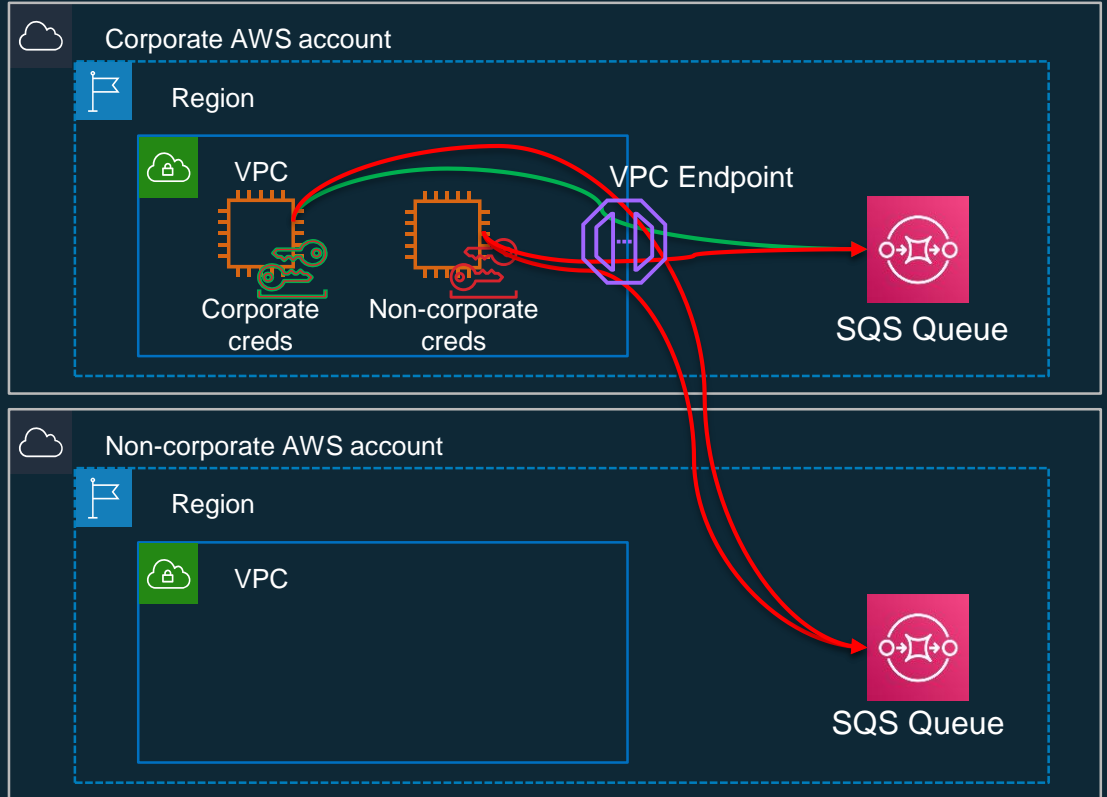 Corporate AWS account
Region
VPC
VPC Endpoint
Corporate
creds
Non-corporate
creds
SQS Queue
Non-corporate AWS account
Region
VPC
SQS Queue